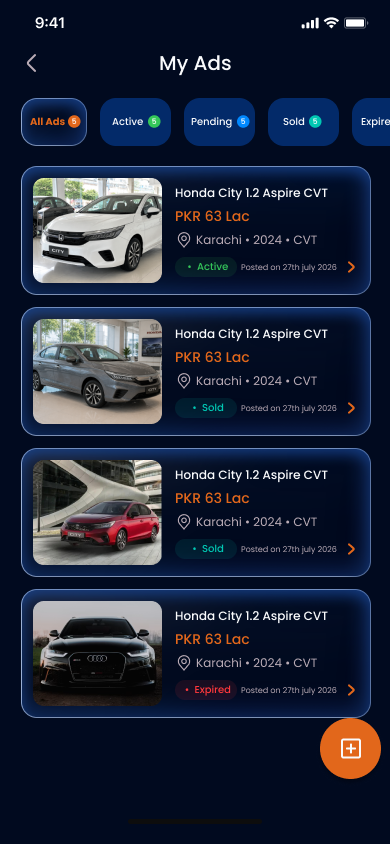 9:41
My Ads
All Ads 5
Active 5
Pending 5
Sold 5
Expire
CITY
Honda City 1.2 Aspire CVT
PKR 63 Lac
Karachi • 2024 • CVT
• Active Posted on 27th july 2026
Honda City 1.2 Aspire CVT
PKR 63 Lac
Karachi • 2024 • CVT
• Sold Posted on 27th july 2026
Honda City 1.2 Aspire CVT
PKR 63 Lac
Karachi • 2024 • CVT
• Sold Posted on 27th july 2026
Honda City 1.2 Aspire CVT
PKR 63 Lac
Karachi • 2024 • CVT
• Expired Posted on 27th july 2026